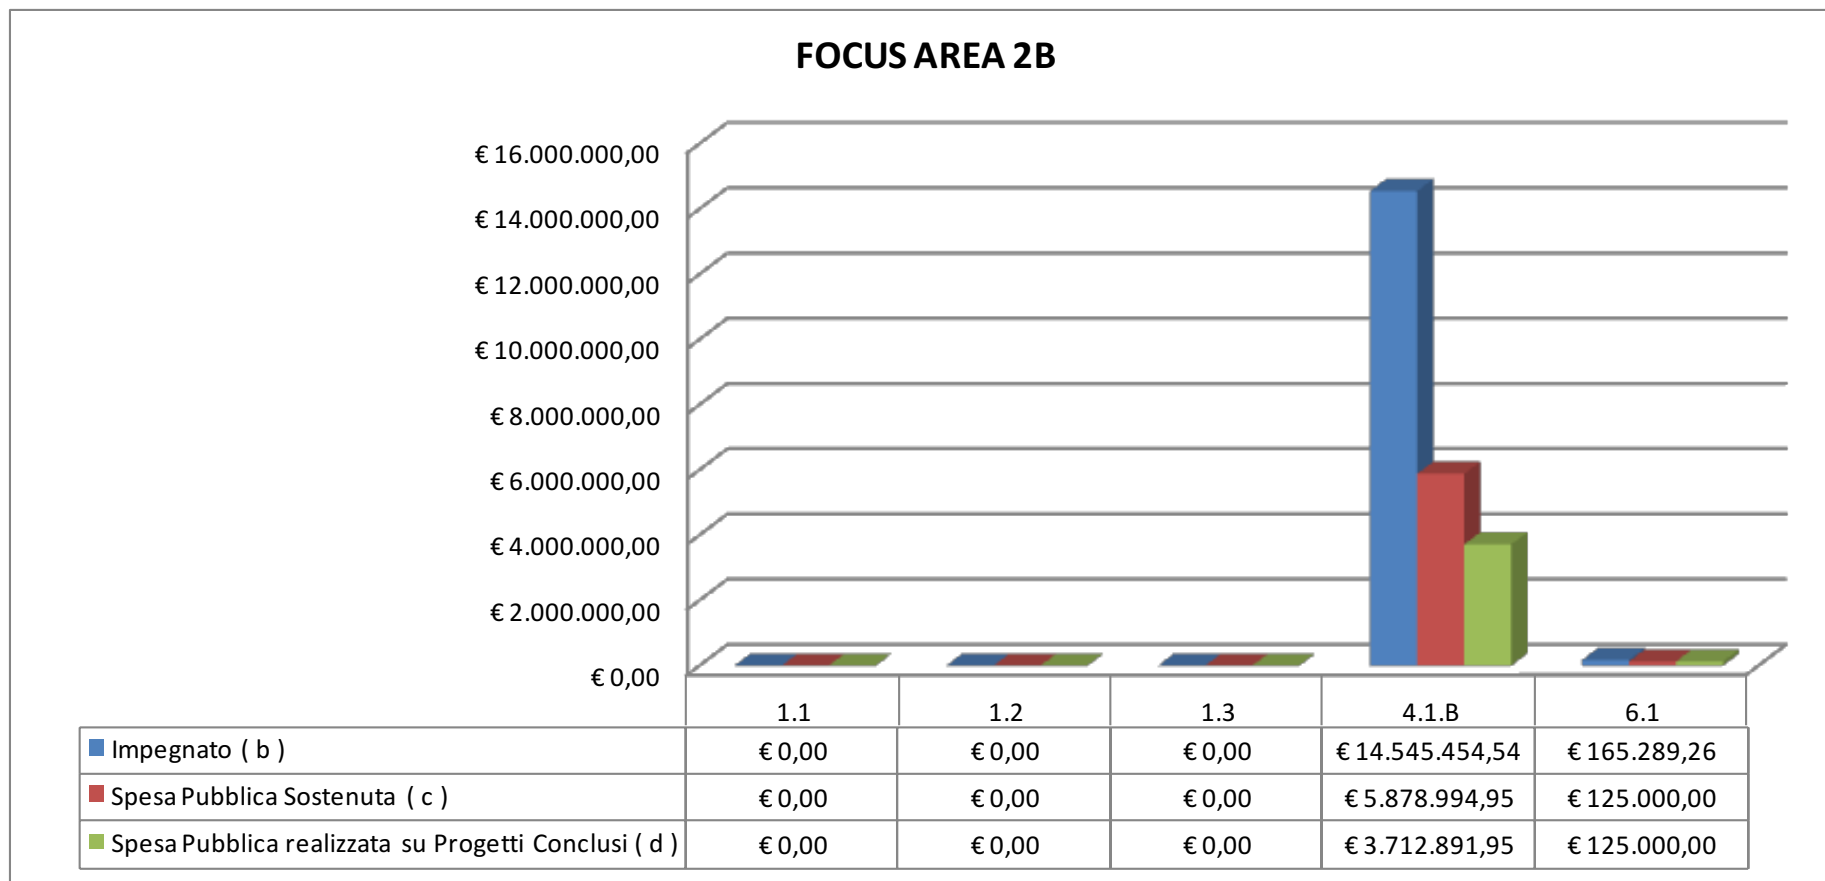 FOCUS AREA 2B
€ 16.000.000,00
€ 14.000.000,00
€ 12.000.000,00
€ 10.000.000,00
€ 8.000.000,00
€ 6.000.000,00
€ 4.000.000,00
€ 2.000.000,00
€ 0,00
1.1 1.2 1.3 4.1.B 6.1
Impegnato ( b ) € 0,00 € 0,00 € 0,00 € 14.545.454,54 € 165.289,26
Spesa Pubblica Sostenuta ( c ) € 0,00 € 0,00 € 0,00 € 5.878.994,95 € 125.000,00
Spesa Pubblica realizzata su Progetti Conclusi ( d ) € 0,00 € 0,00 € 0,00 € 3.712.891,95 € 125.000,00